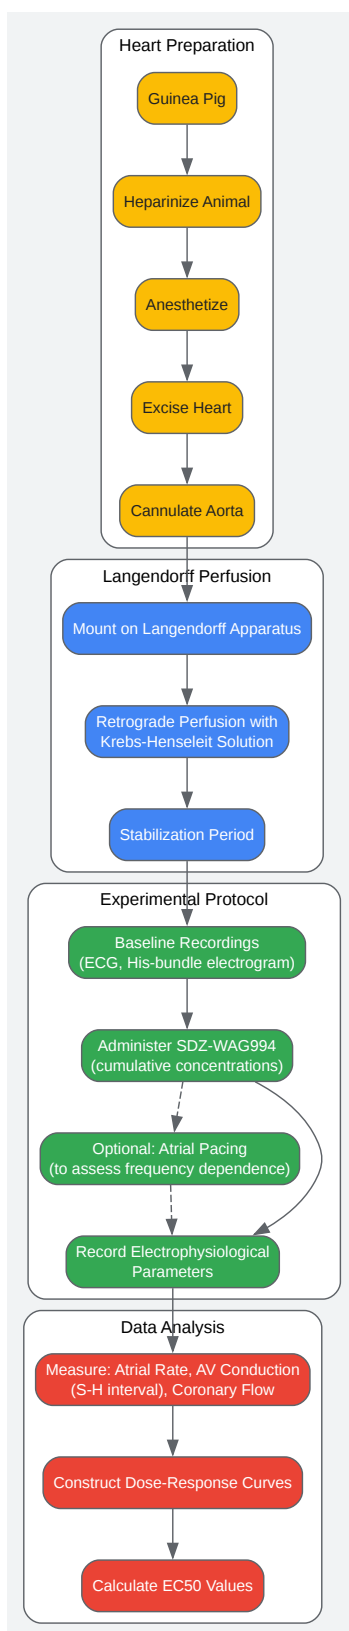 Heart Preparation
Guinea Pig
Heparinize Animal
Anesthetize
Excise Heart
Cannulate Aorta
Langendorff Perfusion
Mount on Langendorff Apparatus
Retrograde Perfusion with
Krebs-Henseleit Solution
Stabilization Period
Experimental Protocol
Baseline Recordings
(ECG, His-bundle electrogram)
Administer SDZ-WAG994
(cumulative concentrations)
Optional: Atrial Pacing
(to assess frequency dependence)
Record Electrophysiological
Parameters
Data Analysis
Measure: Atrial Rate, AV Conduction
(S-H interval), Coronary Flow
Construct Dose-Response Curves
Calculate EC50 Values